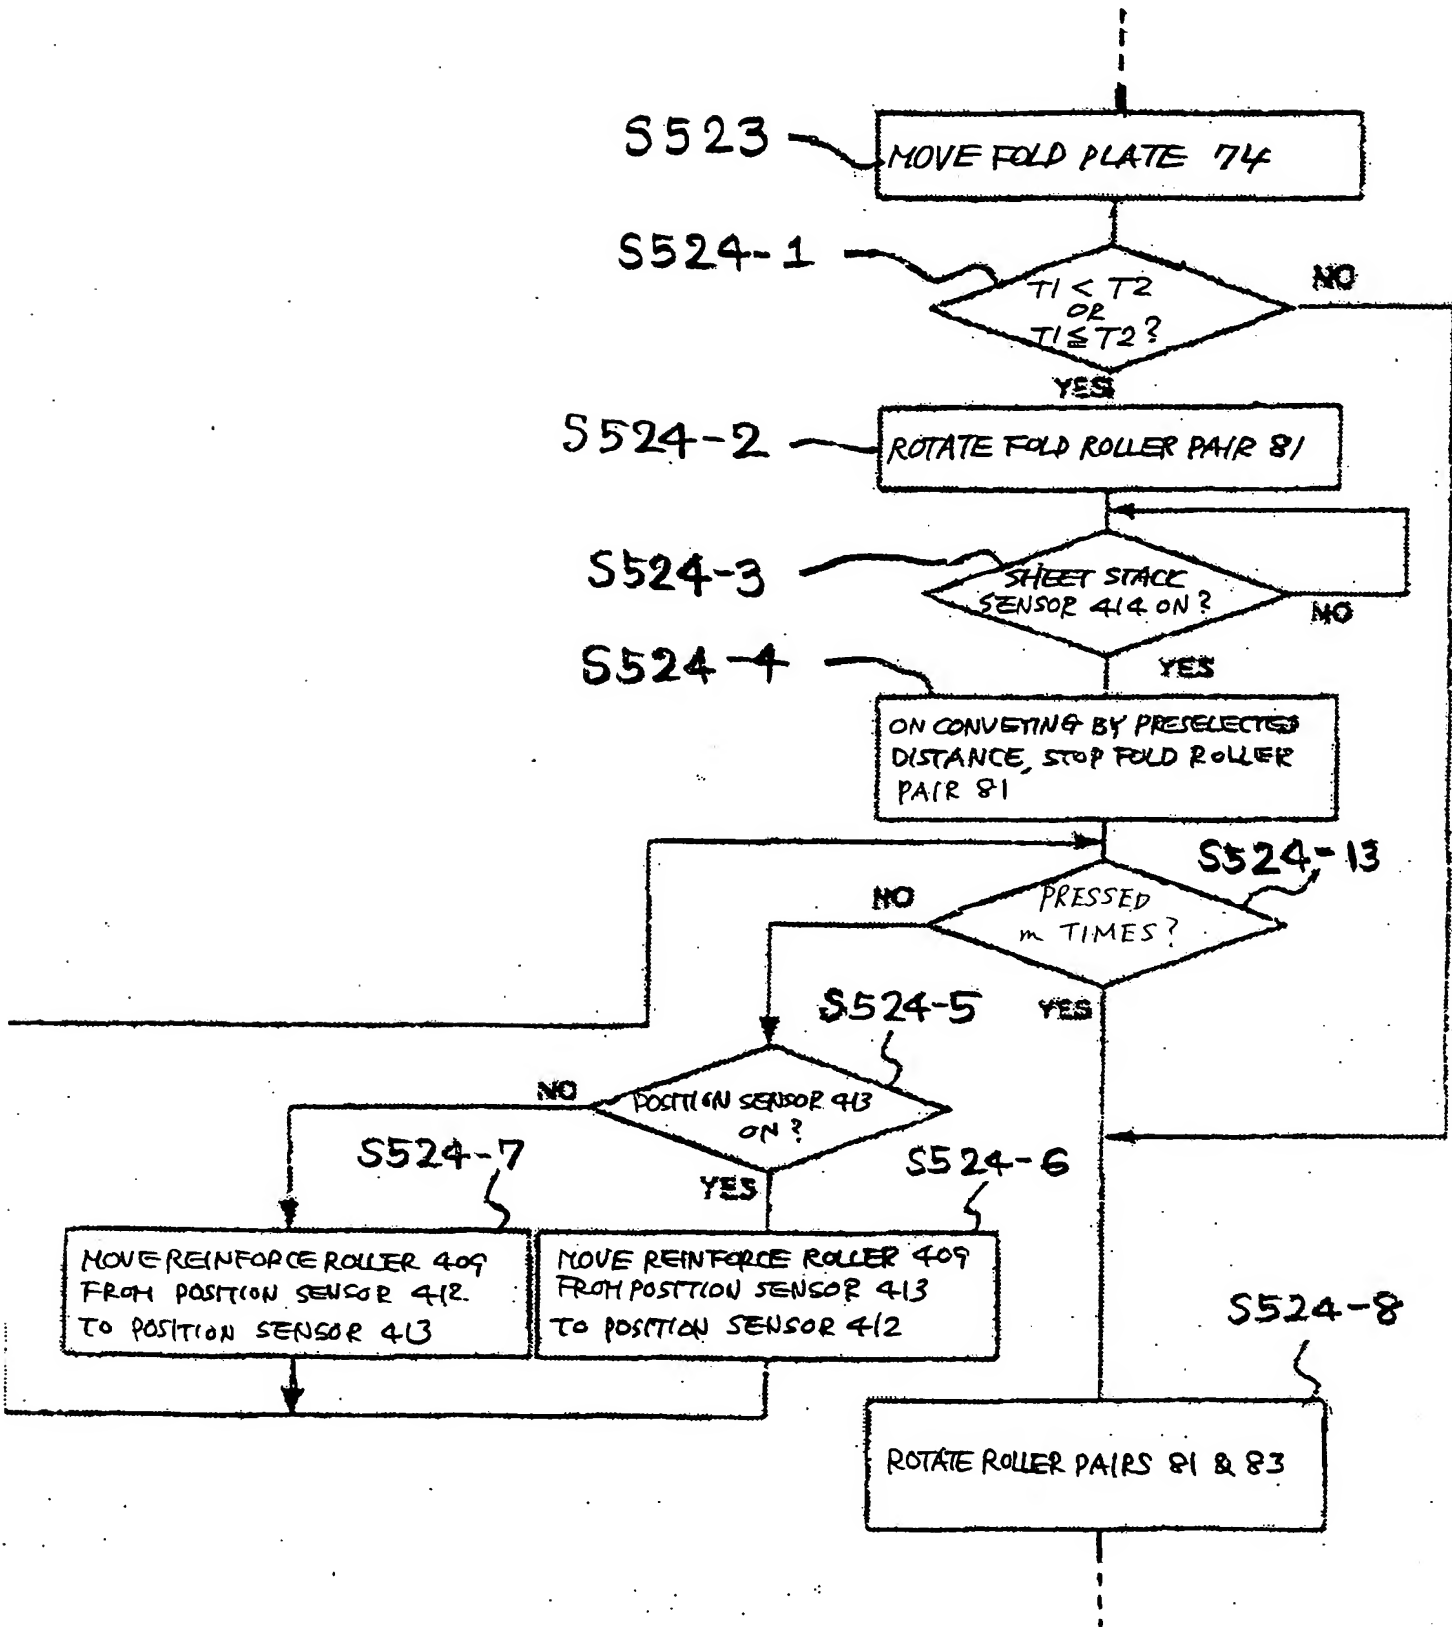 S523
MOVE FOLD PLATE 74
S524-1
T1 < T2
OR
T1 ≦ T2?
NO
YES
S524-2
ROTATE FOLD ROLLER PAIR 81
S524-3
SHEET STACK
SENSOR 414 ON?
NO
YES
S524-4
ON CONVEYING BY PRESELECTED
DISTANCE, STOP FOLD ROLLER
PAIR 81
S524-13
PRESSED
m TIMES?
NO
YES
S524-5
POSITION SENSOR 413
ON?
NO
YES
S524-7
MOVE REINFORCE ROLLER 409
FROM POSITION SENSOR 412
TO POSITION SENSOR 413
S524-6
MOVE REINFORCE ROLLER 409
FROM POSITION SENSOR 413
TO POSITION SENSOR 412
S524-8
ROTATE ROLLER PAIRS 81 & 83